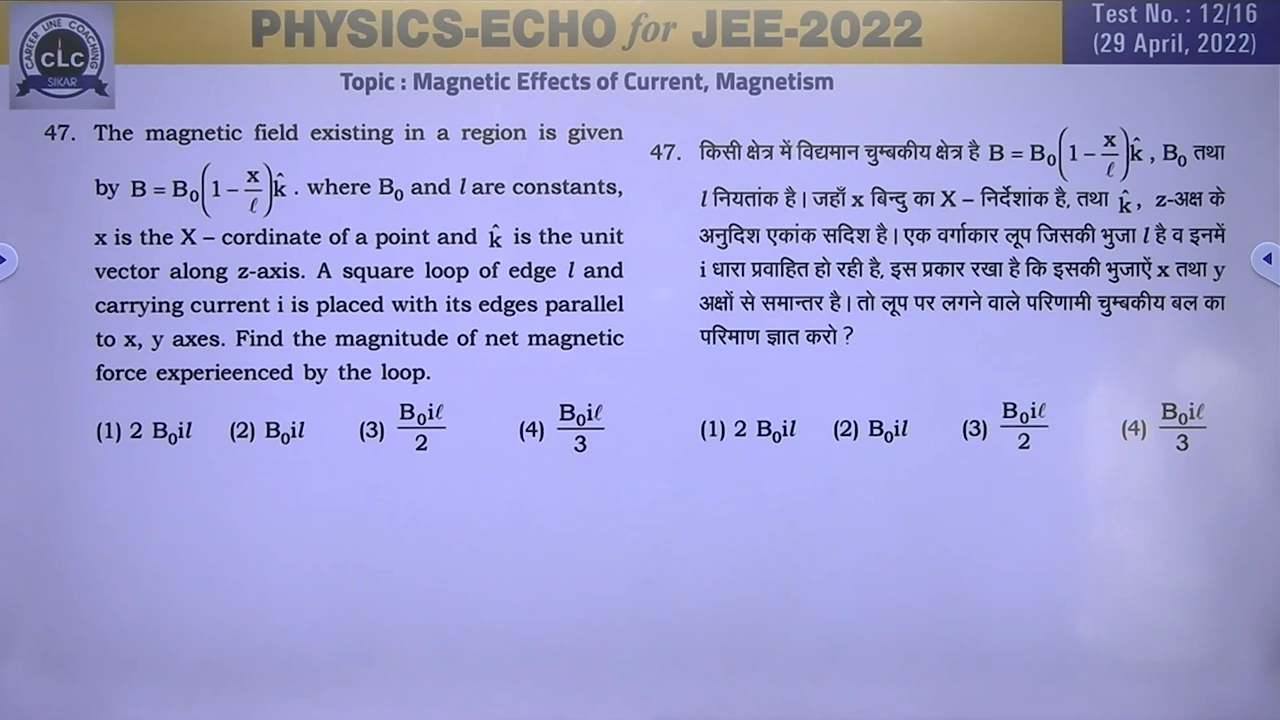 CAREER LINE COACHING
CLC
SIKAR
PHYSICS-ECHO for JEE-2022
Test No. : 12/16
(29 April, 2022)
Topic : Magnetic Effects of Current, Magnetism
47. The magnetic field existing in a region is given
by B = B₀(1 − x/ℓ)k̂ . where B₀ and l are constants,
x is the X – cordinate of a point and k̂ is the unit
vector along z-axis. A square loop of edge l and
carrying current i is placed with its edges parallel
to x, y axes. Find the magnitude of net magnetic
force experieenced by the loop.
(1) 2 B₀il (2) B₀il (3) B₀iℓ/2 (4) B₀iℓ/3
47. किसी क्षेत्र में विद्यमान चुम्बकीय क्षेत्र है B = B₀(1 − x/ℓ)k̂ , B₀ तथा
l नियतांक है। जहाँ x बिन्दु का X – निर्देशांक है, तथा k̂, z-अक्ष के
अनुदिश एकांक सदिश है। एक वर्गाकार लूप जिसकी भुजा l है व इनमें
i धारा प्रवाहित हो रही है, इस प्रकार रखा है कि इसकी भुजाऐं x तथा y
अक्षों से समान्तर है। तो लूप पर लगने वाले परिणामी चुम्बकीय बल का
परिमाण ज्ञात करो ?
(1) 2 B₀il (2) B₀il (3) B₀iℓ/2 (4) B₀iℓ/3